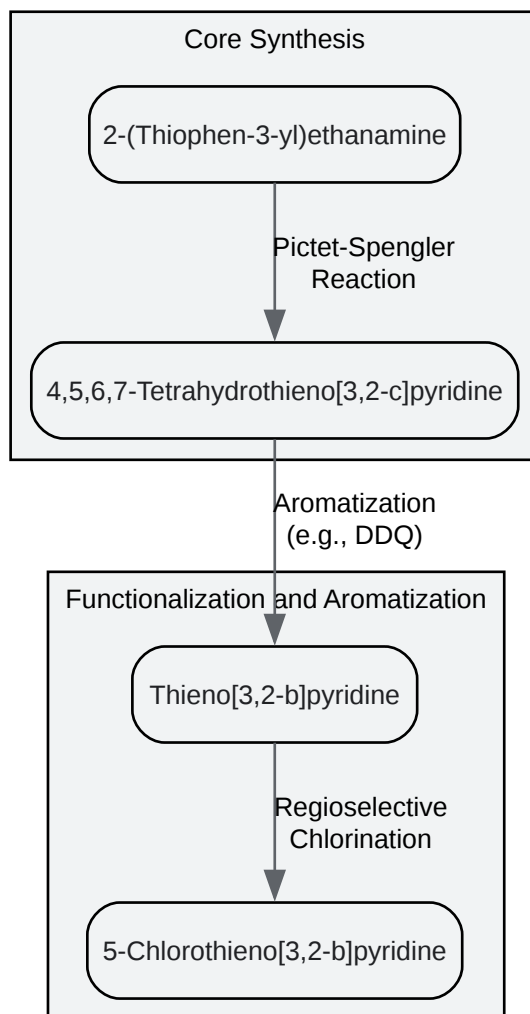 Core Synthesis
2-(Thiophen-3-yl)ethanamine
Pictet-Spengler
Reaction
4,5,6,7-Tetrahydrothieno[3,2-c]pyridine
Aromatization
(e.g., DDQ)
Functionalization and Aromatization
Thieno[3,2-b]pyridine
Regioselective
Chlorination
5-Chlorothieno[3,2-b]pyridine